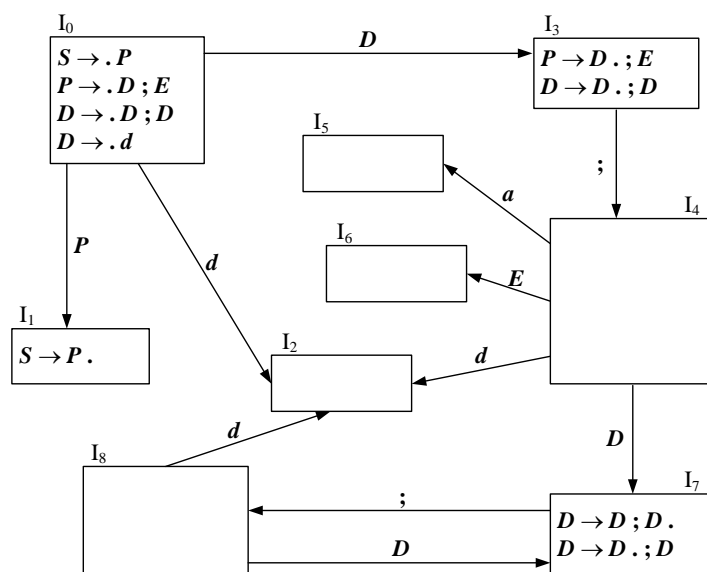 I0
S → . P
P → . D ; E
D → . D ; D
D → . d
D
I3
P → D . ; E
D → D . ; D
I5
a
;
I4
I6
E
P
d
I1
S → P .
I2
d
d
D
I8
;
D
I7
D → D ; D .
D → D . ; D